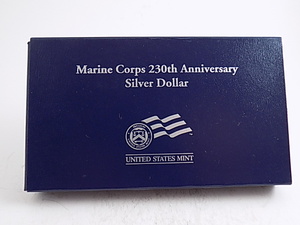 Marine Corps 230th Anniversary
Silver Dollar
UNITED STATES MINT